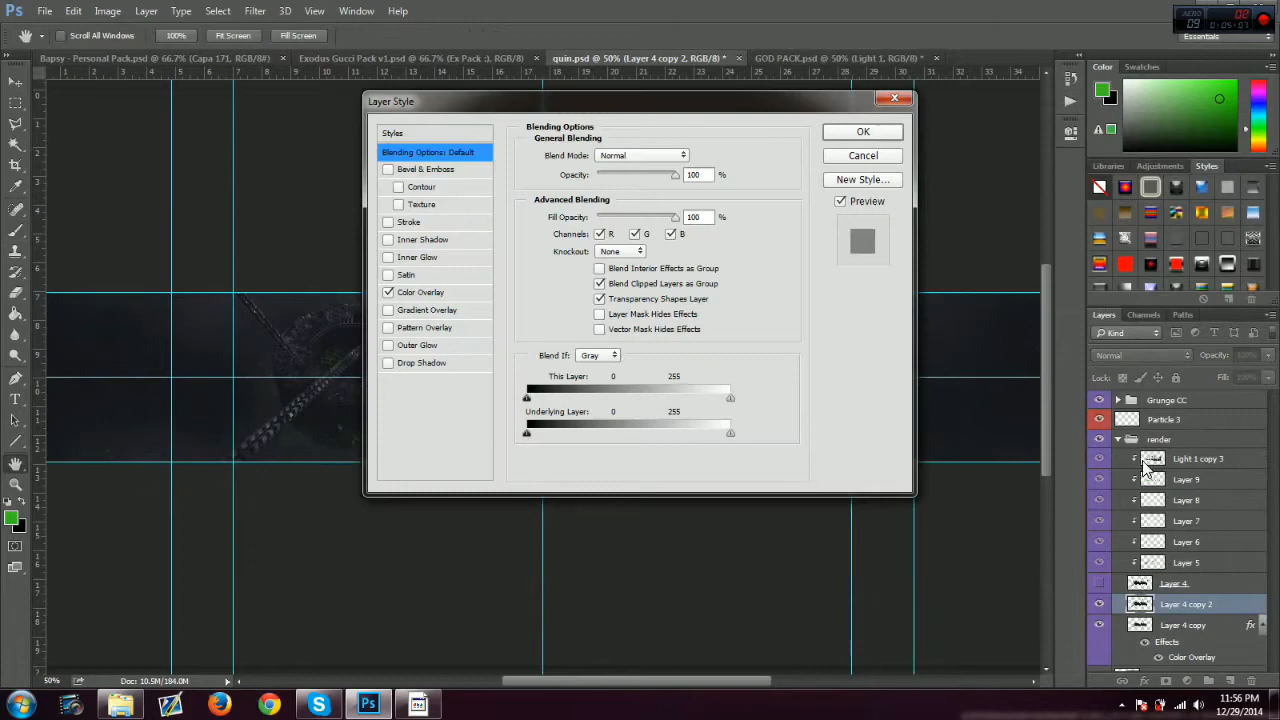 Ps File Edit Image Layer Type Select Filter 3D View Window Help
AERO 02
09 0:05:07
Scroll All Windows 100% Fit Screen Fill Screen Essentials
Bapsy - Personal Pack.psd @ 66.7% (Capa 171, RGB/8#) × Exodus Gucci Pack v1.psd @ 66.7% (Ex Pack :), RGB/8) × quin.psd @ 50% (Layer 4 copy 2, RGB/8) * × GOD PACK.psd @ 50% (Light 1, RGB/8) * ×
Layer Style
Styles
Blending Options: Default
Bevel & Emboss
Contour
Texture
Stroke
Inner Shadow
Inner Glow
Satin
Color Overlay
Gradient Overlay
Pattern Overlay
Outer Glow
Drop Shadow
Blending Options
General Blending
Blend Mode: Normal
Opacity: 100 %
Advanced Blending
Fill Opacity: 100 %
Channels: R G B
Knockout: None
Blend Interior Effects as Group
Blend Clipped Layers as Group
Transparency Shapes Layer
Layer Mask Hides Effects
Vector Mask Hides Effects
Blend If: Gray
This Layer: 0 255
Underlying Layer: 0 255
OK
Cancel
New Style...
Preview
Color Swatches
Libraries Adjustments Styles
Layers Channels Paths
Kind
Normal Opacity: 100%
Lock: Fill: 100%
Grunge CC
Particle 3
render
Light 1 copy 3
Layer 9
Layer 8
Layer 7
Layer 6
Layer 5
Layer 4
Layer 4 copy 2
Layer 4 copy fx
Effects
Color Overlay
50% Doc: 10.5M/184.0M
11:56 PM
12/29/2014